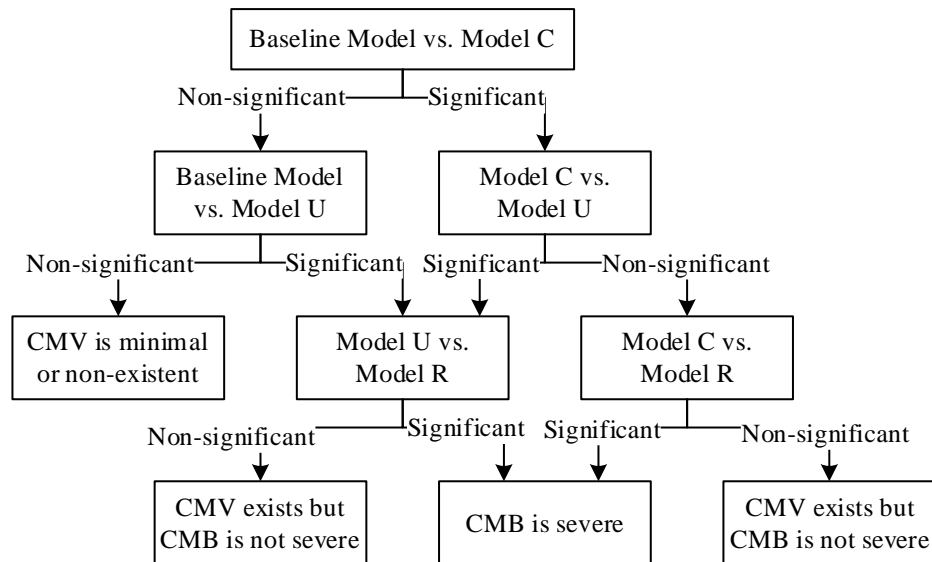 Baseline Model vs. Model C
Non-significant
Significant
Baseline Model
vs. Model U
Model C vs.
Model U
Non-significant
Significant
Significant
Non-significant
CMV is minimal
or non-existent
Model U vs.
Model R
Model C vs.
Model R
Non-significant
Significant
Significant
Non-significant
CMV exists but
CMB is not severe
CMB is severe
CMV exists but
CMB is not severe